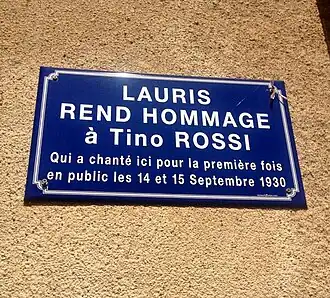 LAURIS
REND HOMMAGE
à Tino ROSSI
Qui a chanté ici pour la première fois
en public les 14 et 15 Septembre 1930